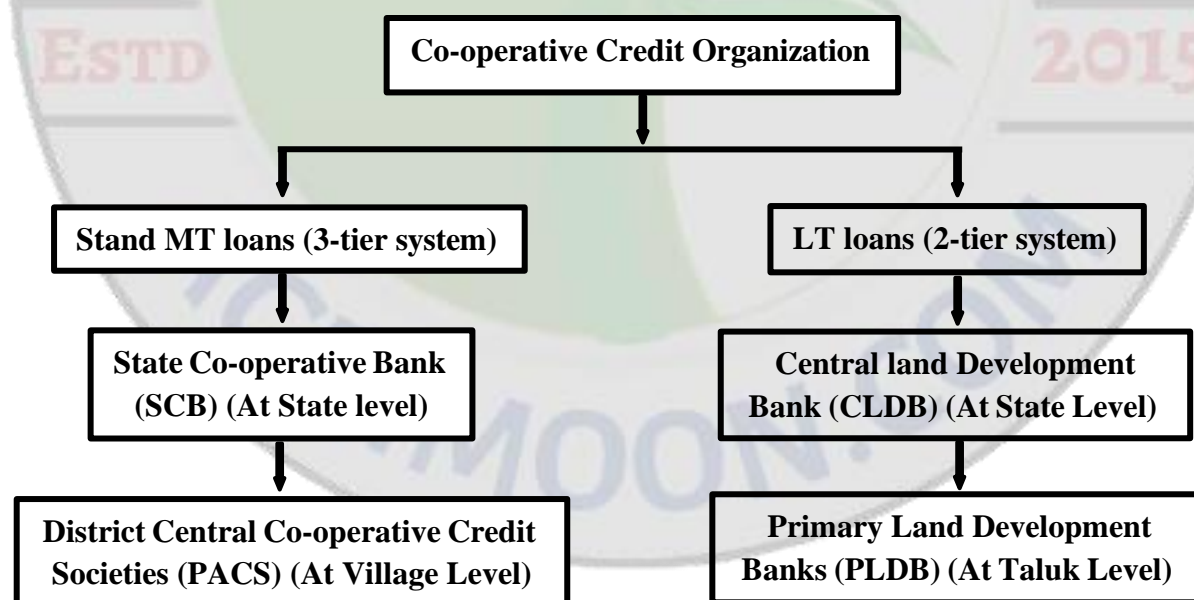 ESTD
2015
Co-operative Credit Organization
Stand MT loans (3-tier system)
LT loans (2-tier system)
State Co-operative Bank
(SCB) (At State level)
Central land Development
Bank (CLDB) (At State Level)
District Central Co-operative Credit
Societies (PACS) (At Village Level)
Primary Land Development
Banks (PLDB) (At Taluk Level)